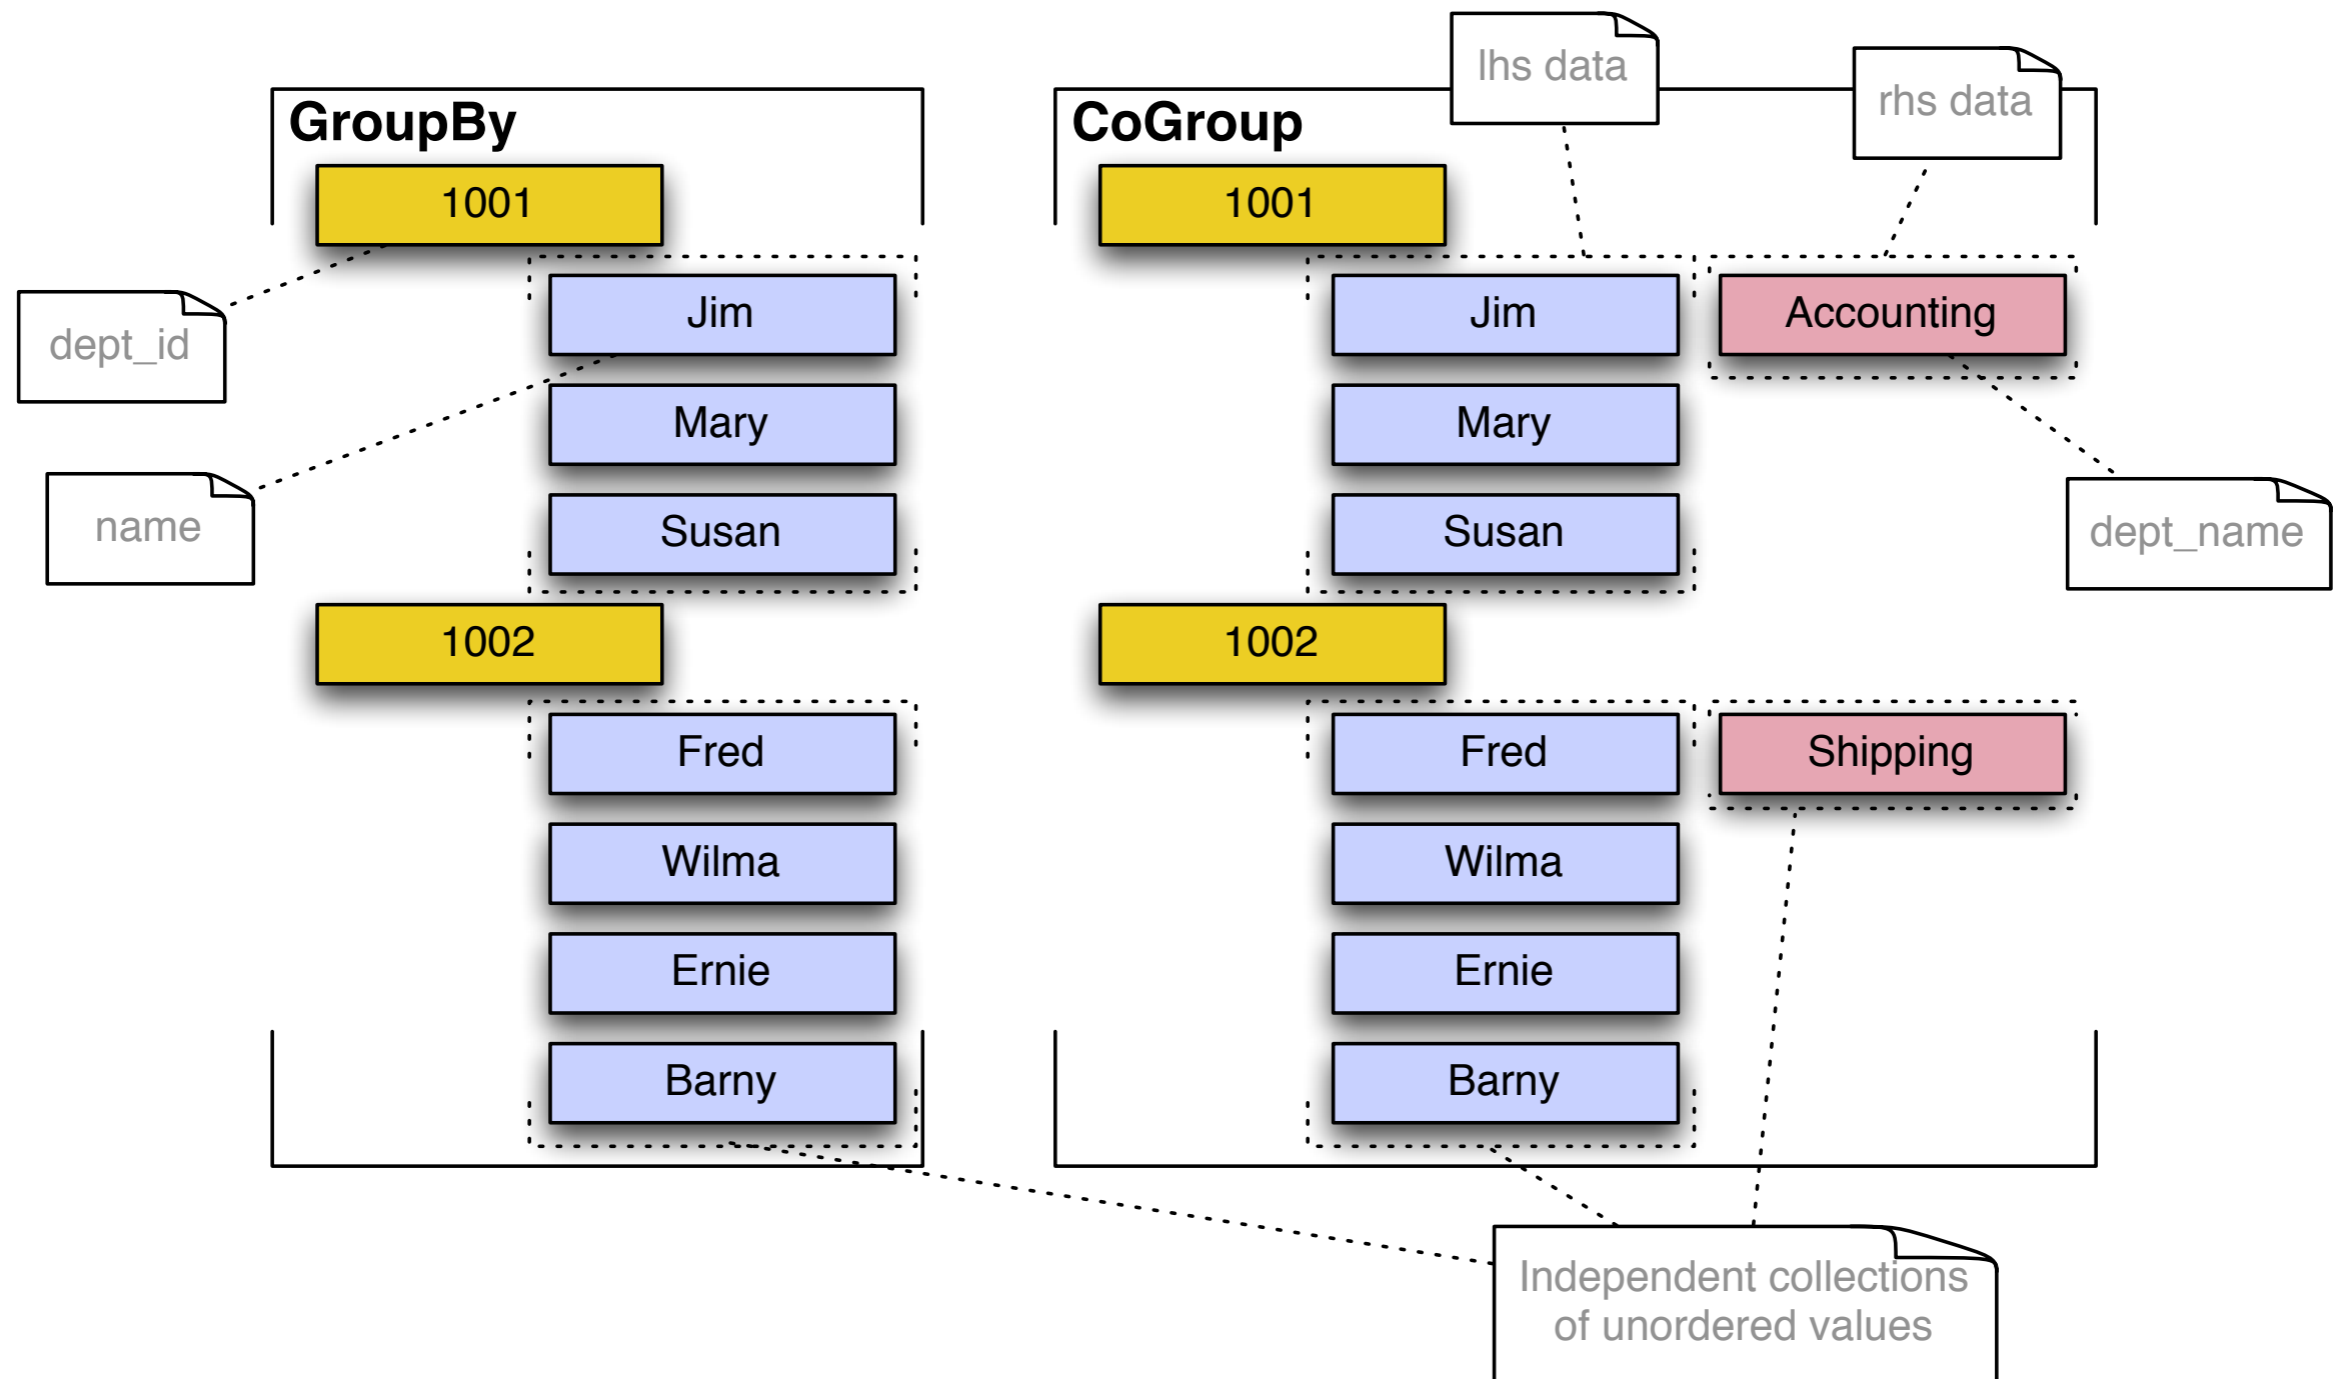 lhs data
rhs data
GroupBy
CoGroup
1001
1001
Jim
Jim
Accounting
dept_id
Mary
Mary
name
Susan
Susan
dept_name
1002
1002
Fred
Fred
Shipping
Wilma
Wilma
Ernie
Ernie
Barny
Barny
Independent collections
of unordered values